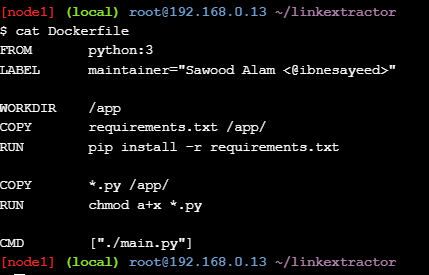 [node1] (local) root@192.168.0.13 ~/linkextractor
$ cat Dockerfile
FROM       python:3
LABEL      maintainer="Sawood Alam <@ibnesayeed>"
WORKDIR    /app
COPY       requirements.txt /app/
RUN        pip install -r requirements.txt
COPY       *.py /app/
RUN        chmod a+x *.py
CMD        ["./main.py"]
[node1] (local) root@192.168.0.13 ~/linkextractor